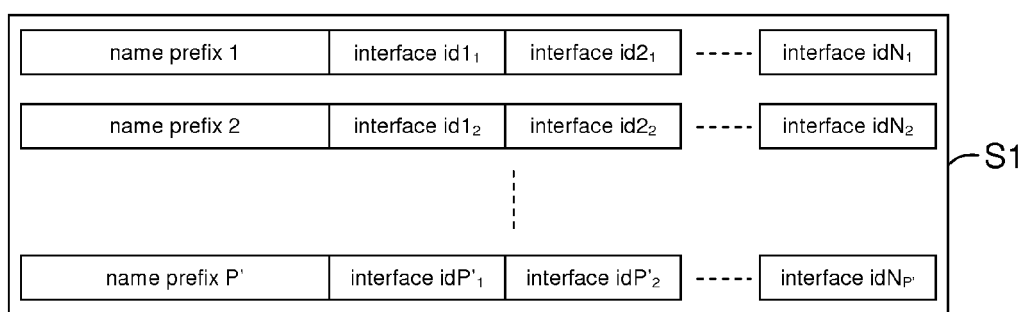 name prefix 1 interface id1₁ interface id2₁ interface idN₁
name prefix 2 interface id1₂ interface id2₂ interface idN₂
S1
name prefix P' interface idP'₁ interface idP'₂ interface idN_P'